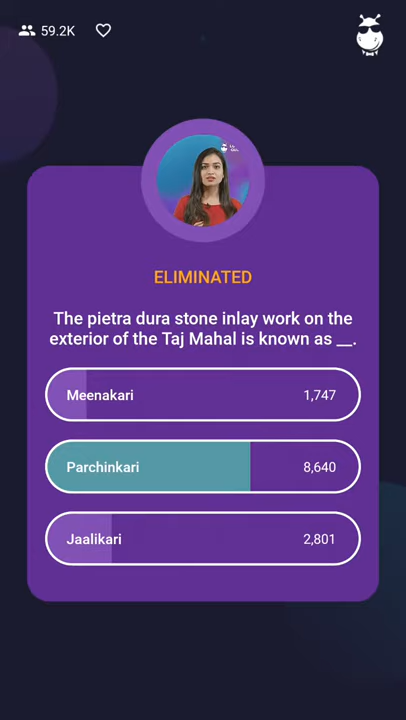 59.2K
ELIMINATED
The pietra dura stone inlay work on the
exterior of the Taj Mahal is known as __.
Meenakari 1,747
Parchinkari 8,640
Jaalikari 2,801